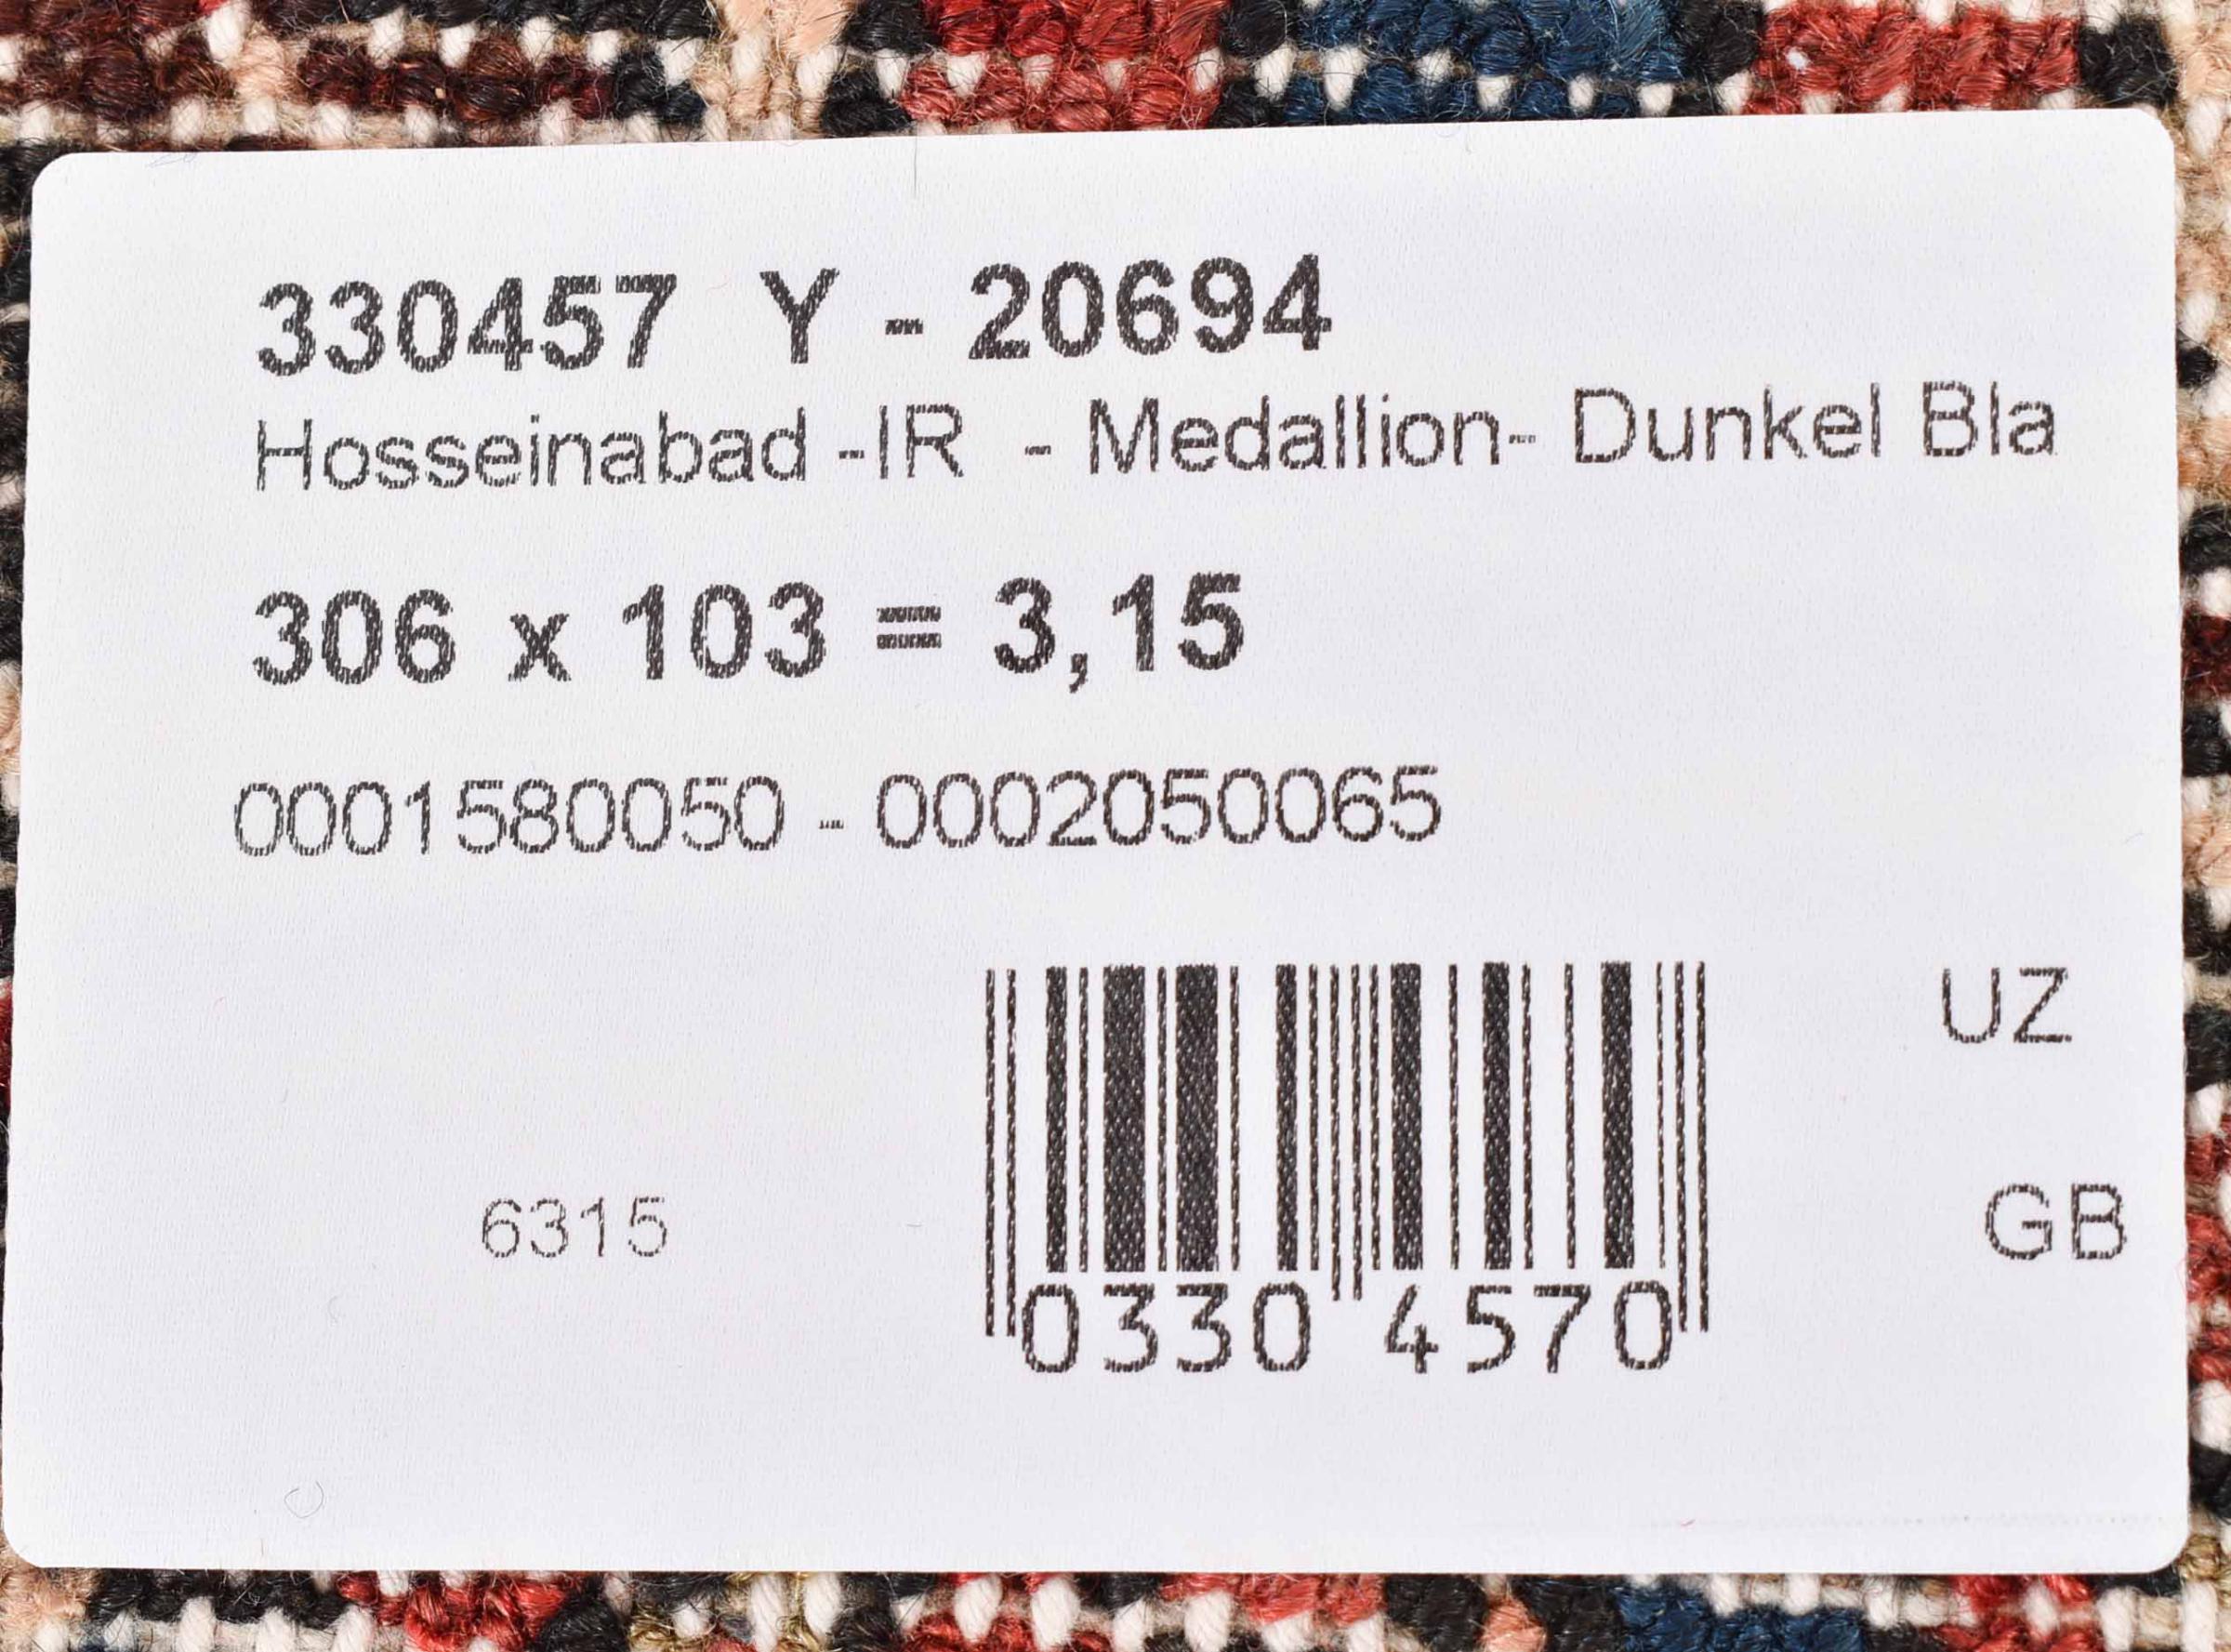 330457 Y - 20694
Hosseinabad -IR - Medallion- Dunkel Bla
306 x 103 = 3,15
0001580050 - 0002050065
UZ
6315
GB
0330 4570